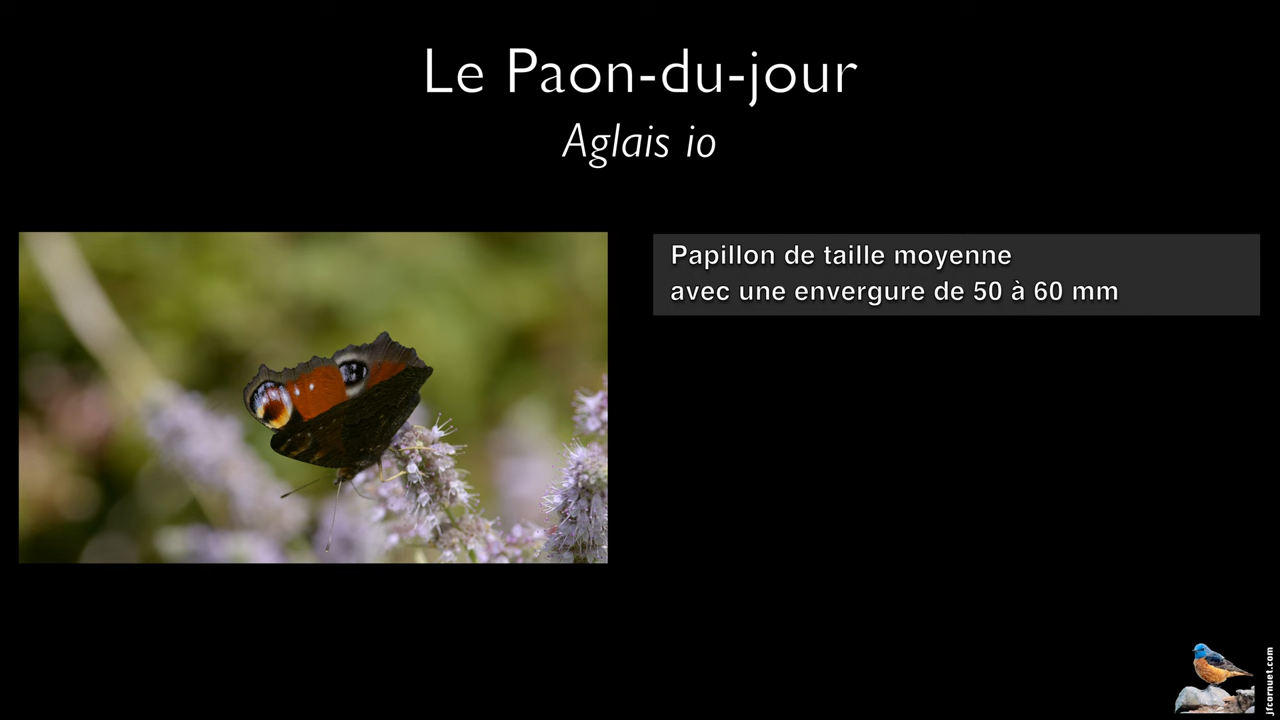 Le Paon-du-jour
Aglais io
Papillon de taille moyenne
avec une envergure de 50 à 60 mm
jfcornuet.com